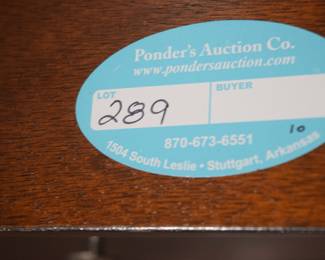 Ponder's Auction Co.
www.pondersauction.com
LOT BUYER
289
10
870-673-6551
1504 South Leslie • Stuttgart, Arkansas